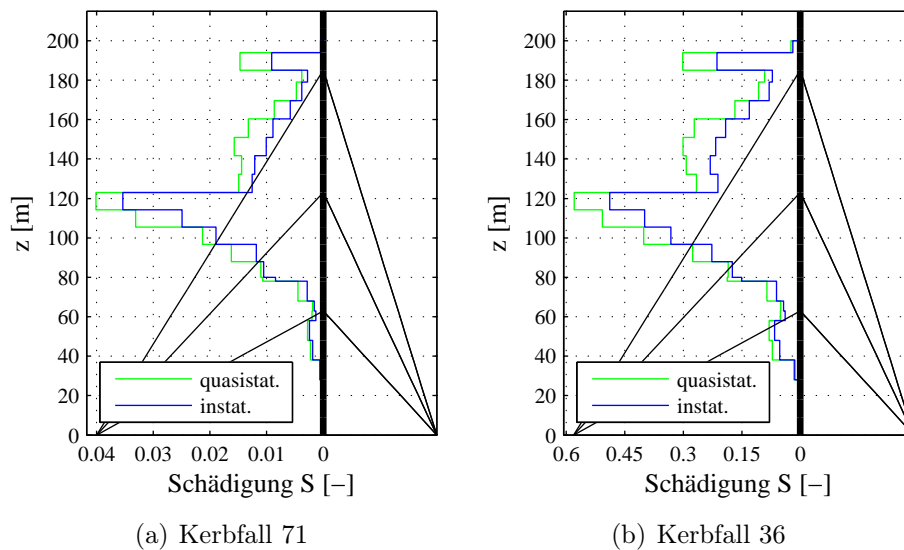 200
180
160
140
120
100
80
60
40
20
0
z [m]
quasistat.
instat.
0.04 0.03 0.02 0.01 0
Schädigung S [–]
(a) Kerbfall 71
200
180
160
140
120
100
80
60
40
20
0
z [m]
quasistat.
instat.
0.6 0.45 0.3 0.15 0
Schädigung S [–]
(b) Kerbfall 36